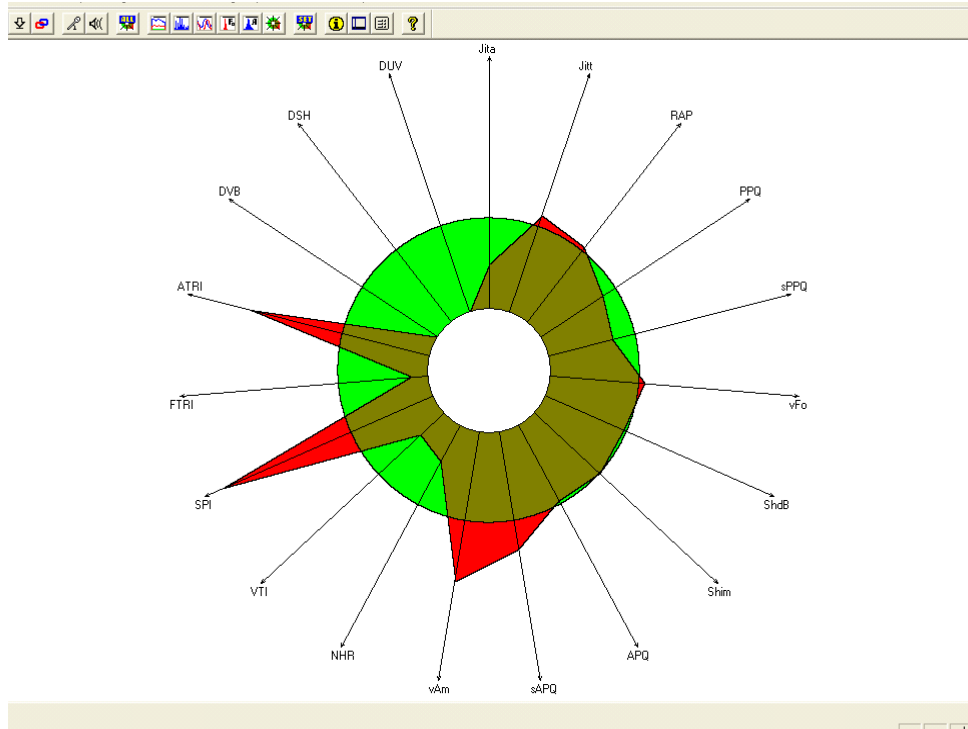 Jita
DUV
Jitt
DSH
RAP
DVB
PPQ
ATRI
sPPQ
FTRI
vFo
SPI
ShdB
VTI
Shim
NHR
APQ
vAm
sAPQ